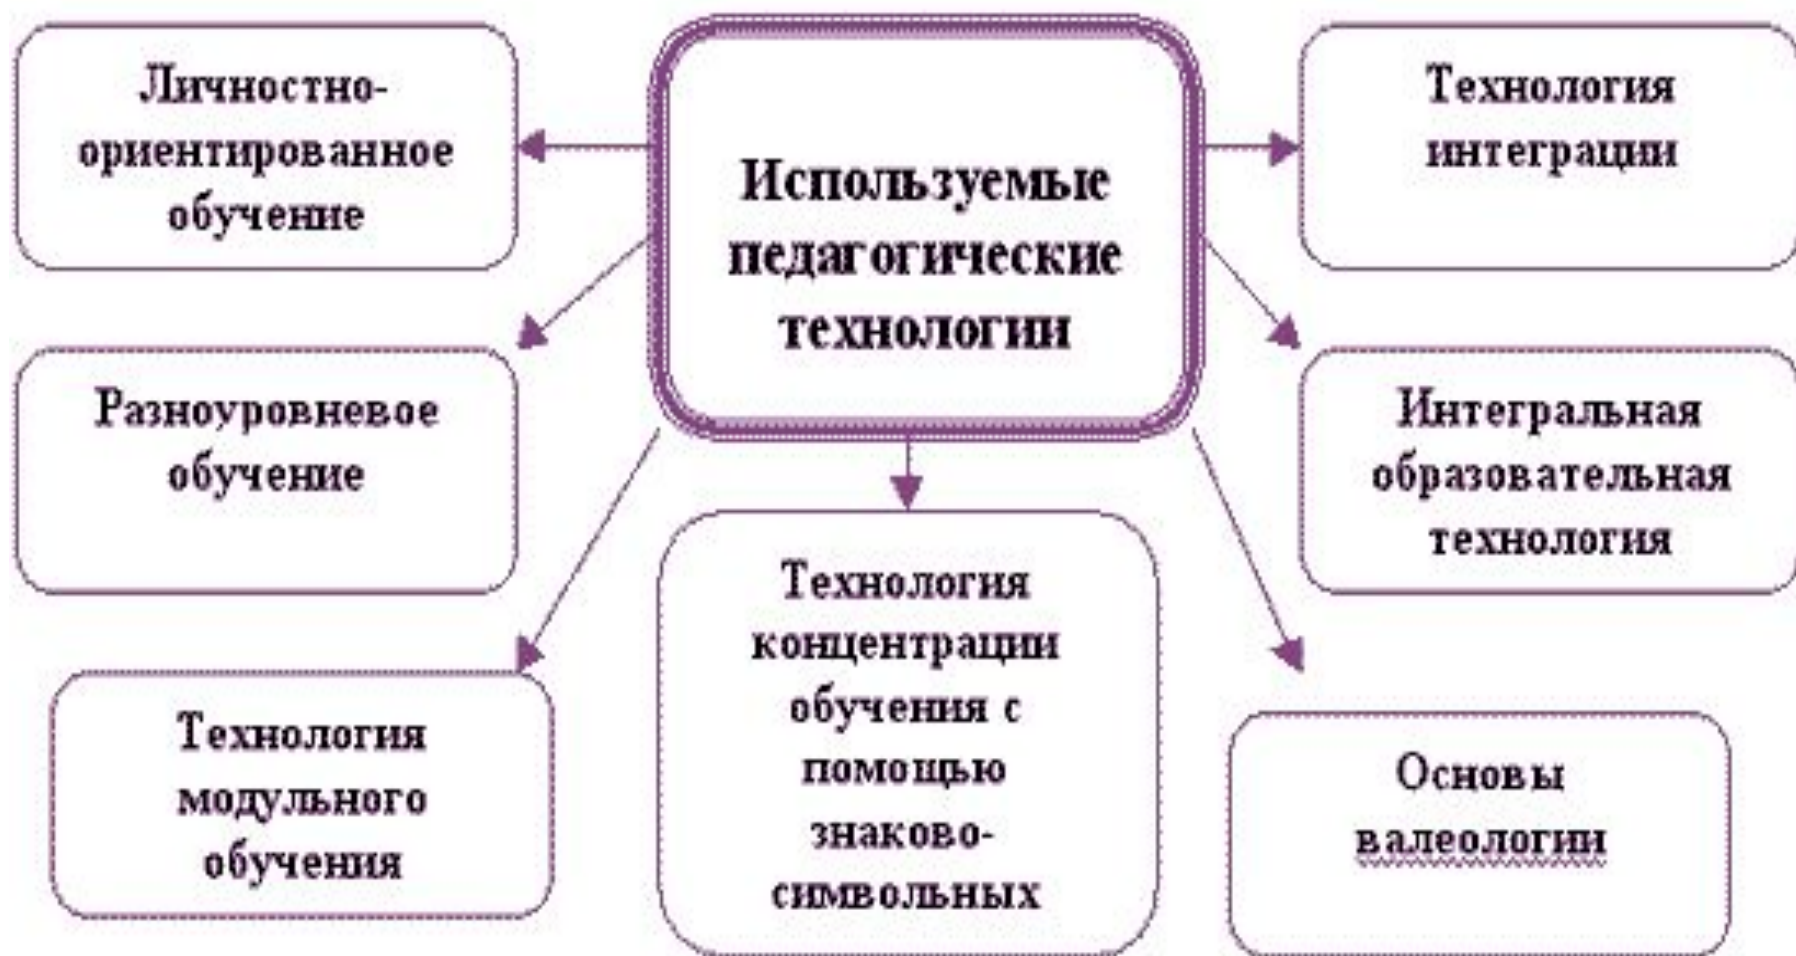 Личностно-
ориентированное
обучение
Используемые
педагогические
технологии
Технология
интеграции
Разноуровневое
обучение
Интегральная
образовательная
технология
Технология
модульного
обучения
Технология
концентрации
обучения с
помощью
знаково-
символьных
Основы
валеологии